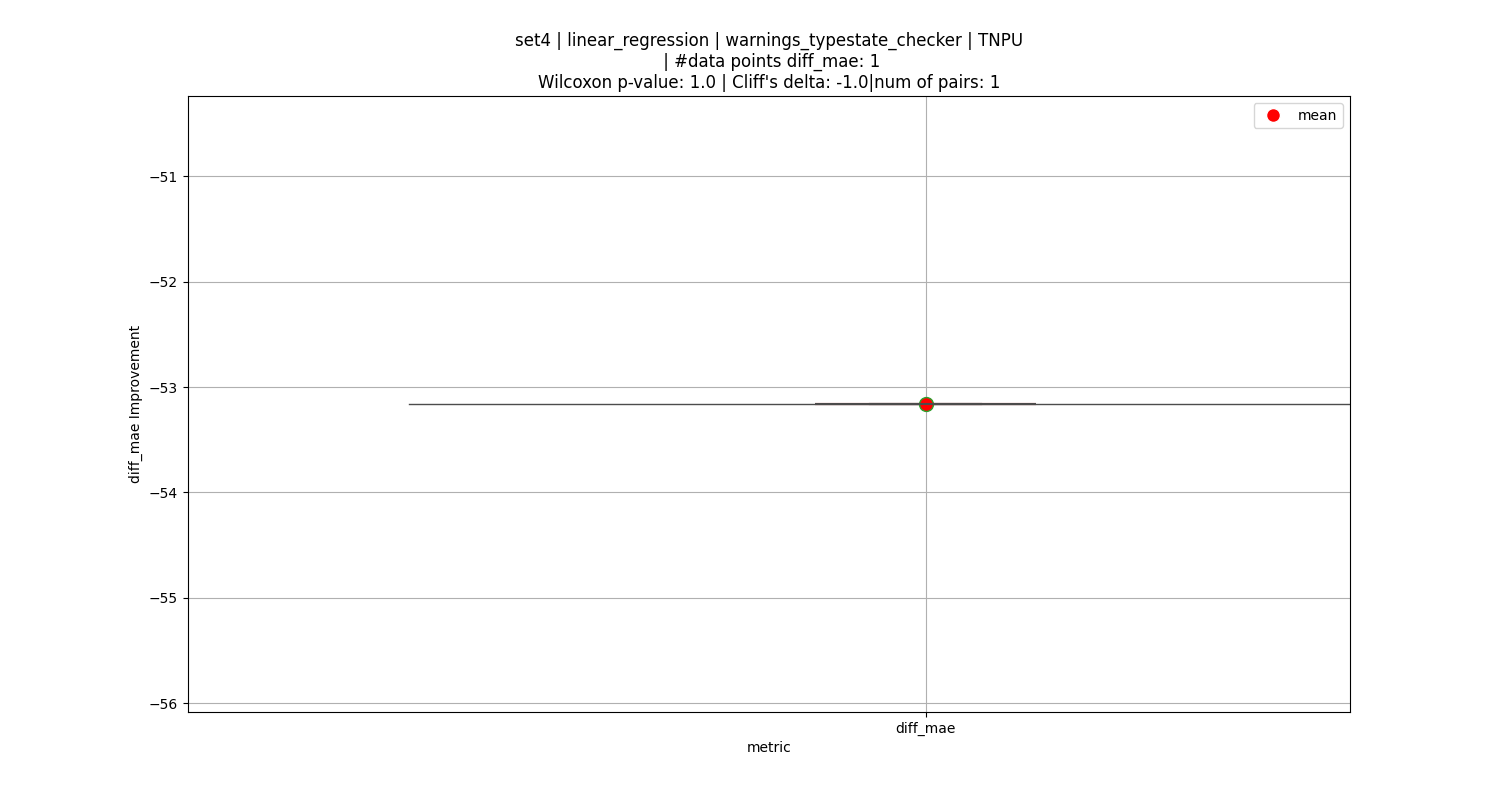 set4 | linear_regression | warnings_typestate_checker | TNPU
| #data points diff_mae: 1
Wilcoxon p-value: 1.0 | Cliff's delta: -1.0|num of pairs: 1
mean
−51
−52
−53
−54
−55
−56
diff_mae Improvement
diff_mae
metric